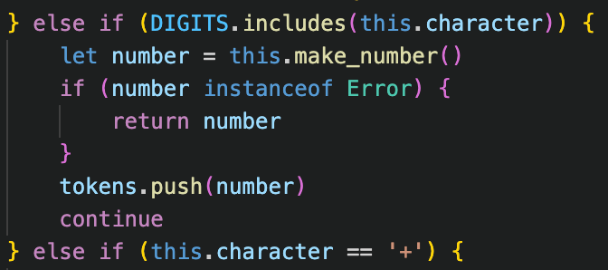 } else if (DIGITS.includes(this.character)) {
let number = this.make_number()
if (number instanceof Error) {
return number
}
tokens.push(number)
continue
} else if (this.character == '+') {